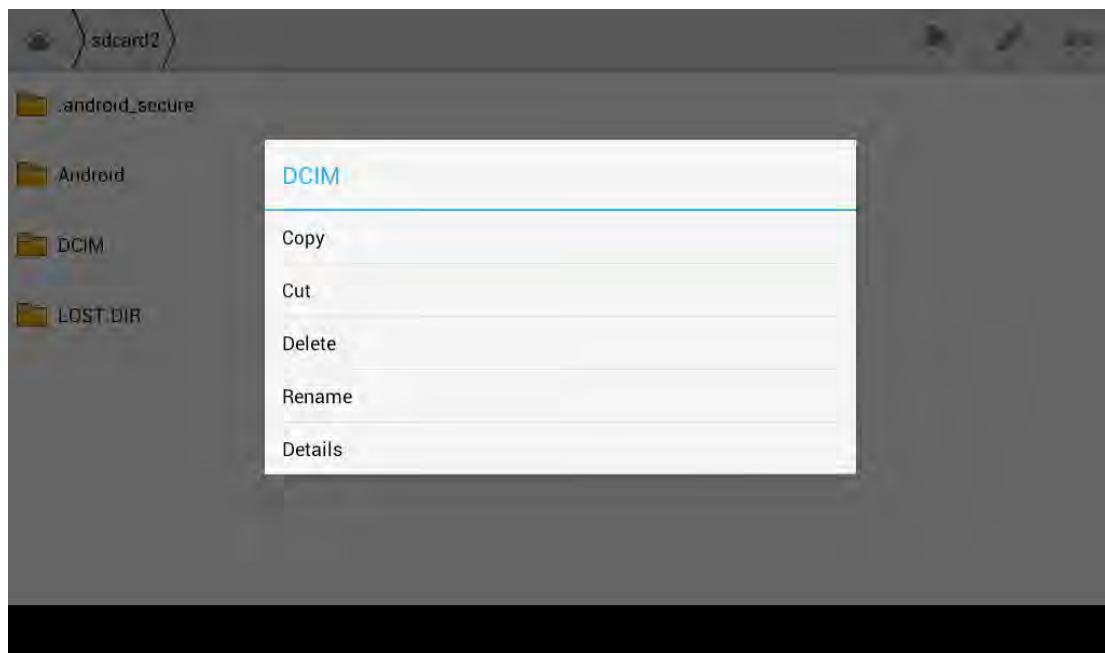 sdcard2
.android_secure
Android
DCIM
LOST.DIR
DCIM
Copy
Cut
Delete
Rename
Details